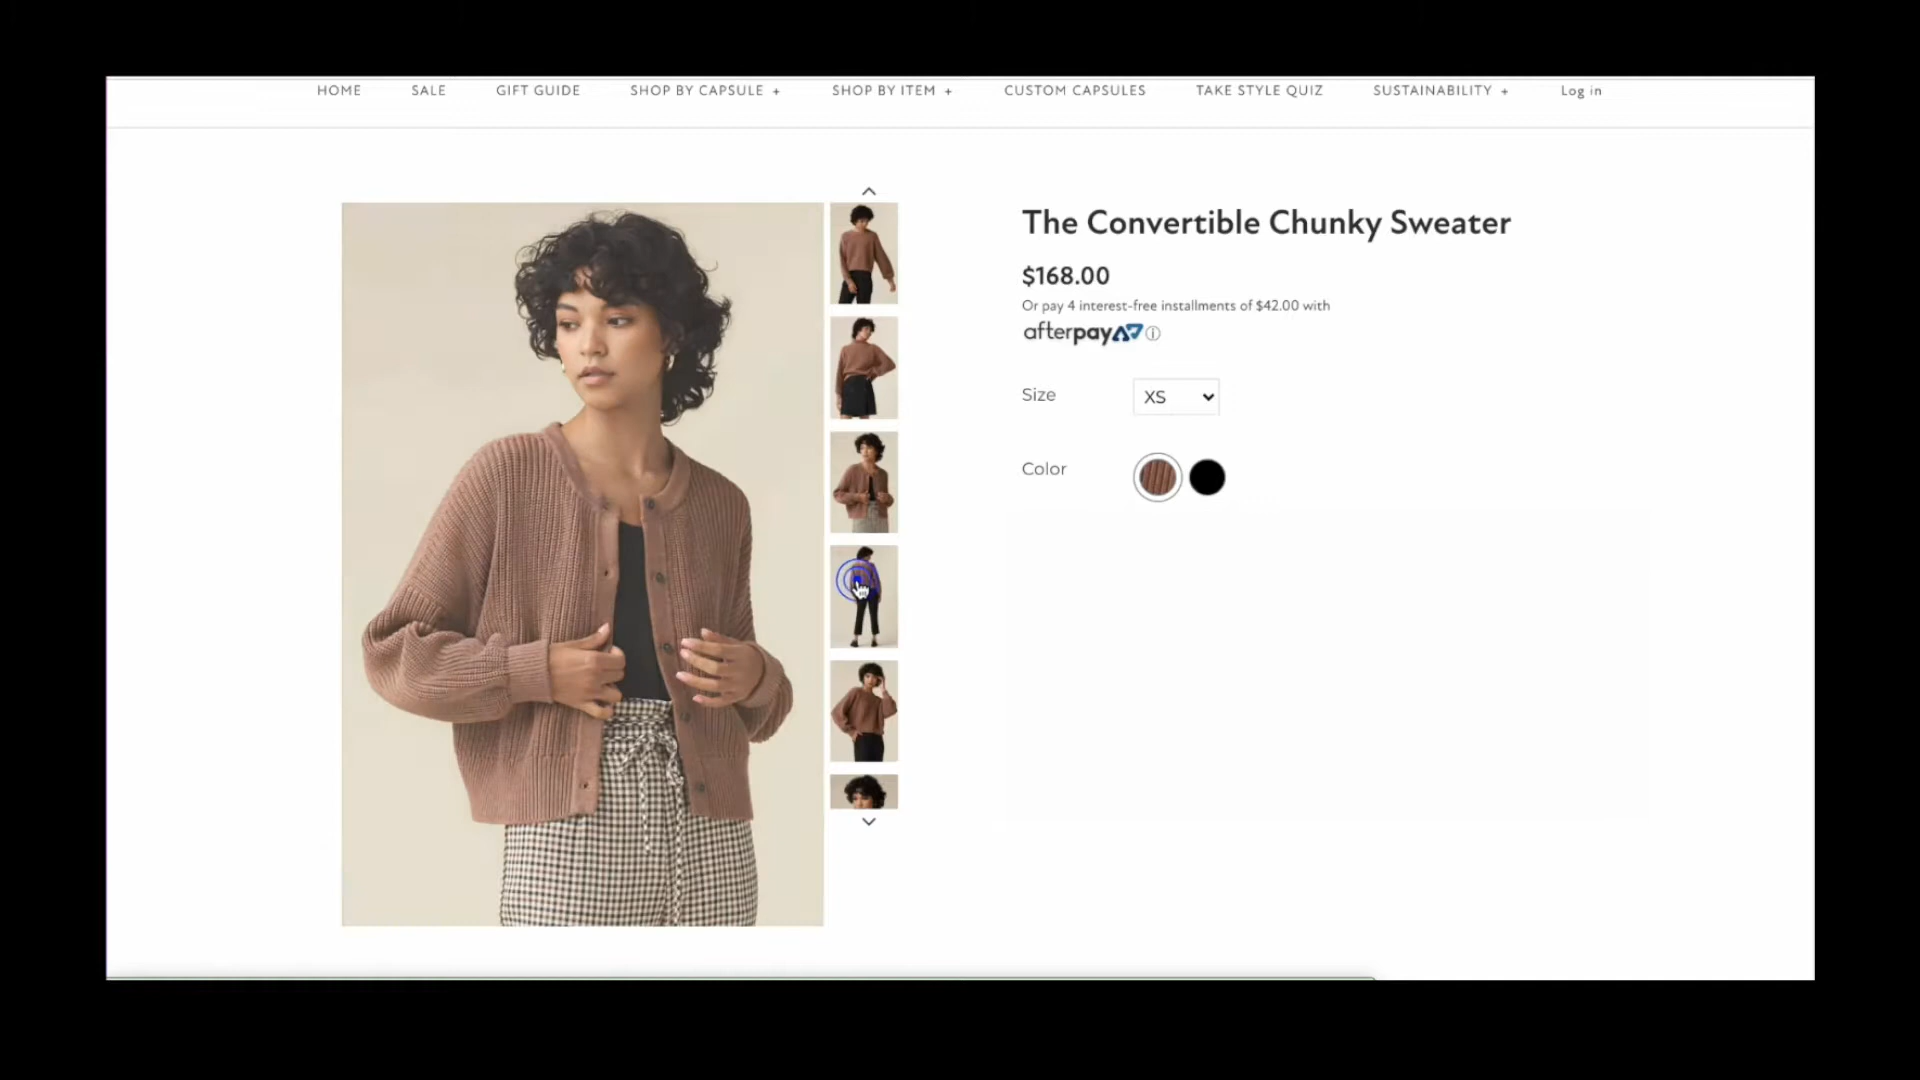 HOME SALE GIFT GUIDE SHOP BY CAPSULE + SHOP BY ITEM + CUSTOM CAPSULES TAKE STYLE QUIZ SUSTAINABILITY + Log in
The Convertible Chunky Sweater
$168.00
Or pay 4 interest-free installments of $42.00 with
afterpay
Size XS
Color